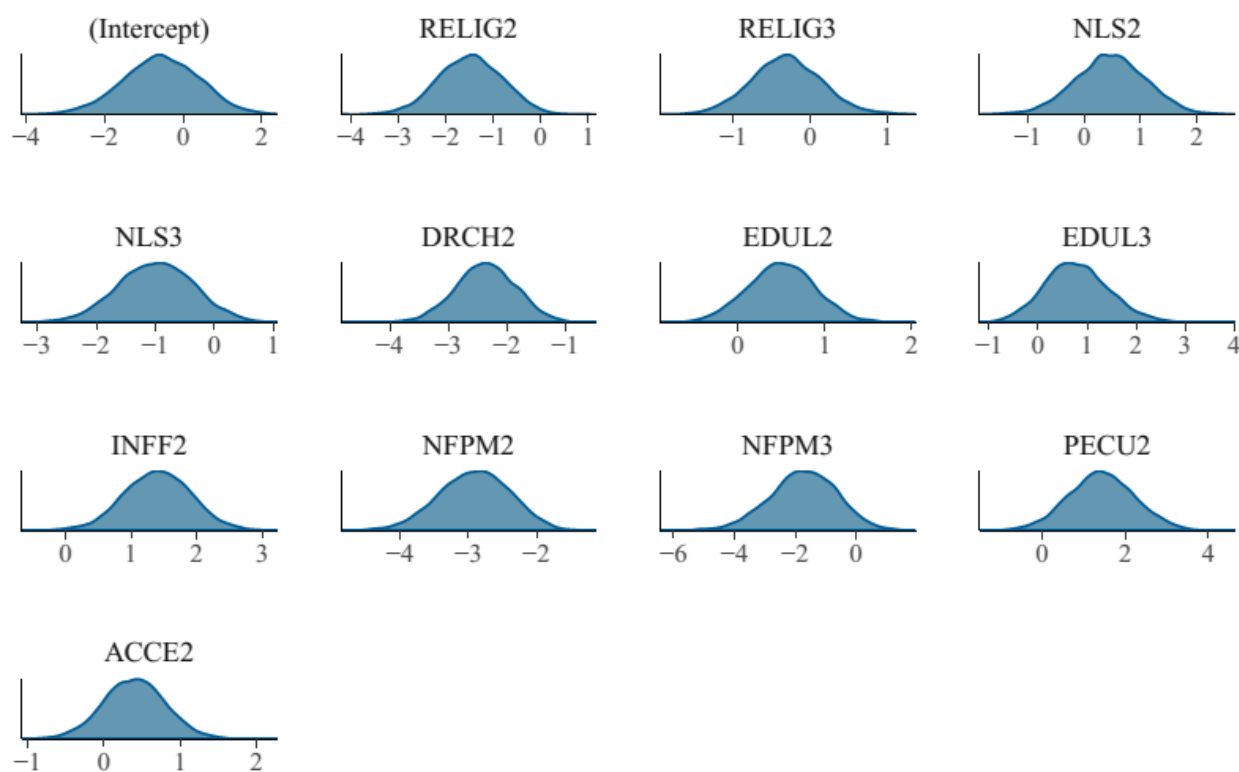 (Intercept) RELIG2 RELIG3 NLS2
−4 −2 0 2 −4 −3 −2 −1 0 1 −1 0 1 −1 0 1 2
NLS3 DRCH2 EDUL2 EDUL3
−3 −2 −1 0 1 −4 −3 −2 −1 0 1 2 −1 0 1 2 3 4
INFF2 NFPM2 NFPM3 PECU2
0 1 2 3 −4 −3 −2 −6 −4 −2 0 0 2 4
ACCE2
−1 0 1 2